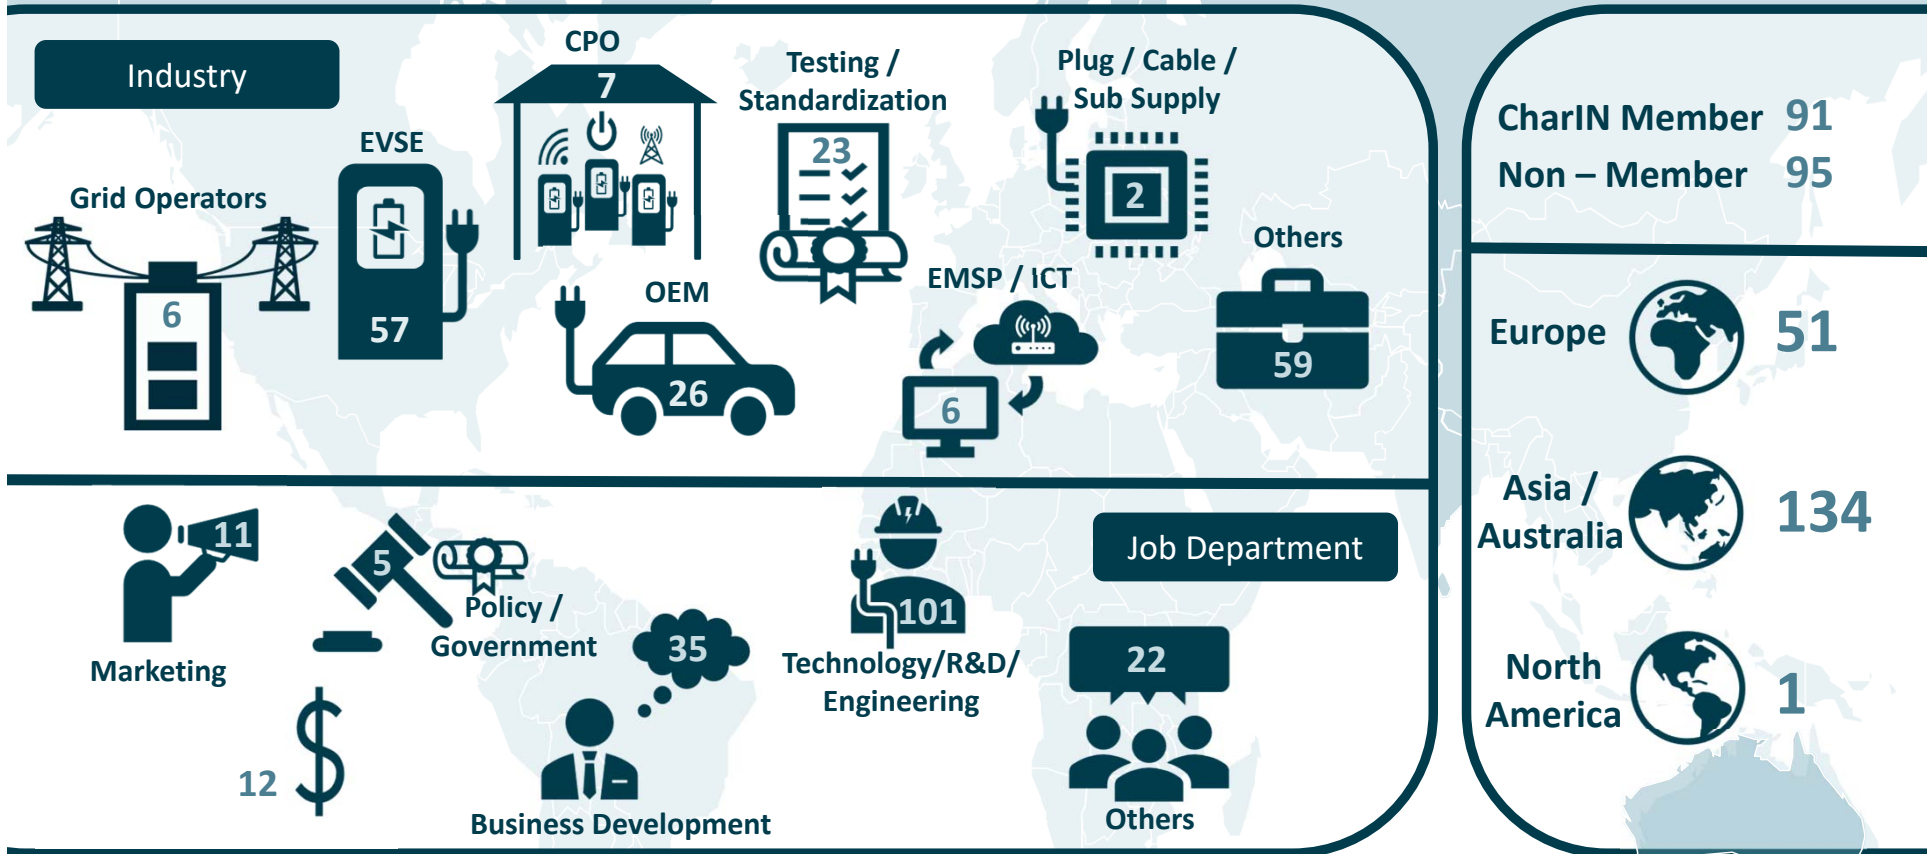 Industry
Grid Operators
6
EVSE
57
CPO
7
OEM
26
Testing /
Standardization
23
EMSP / ICT
6
Plug / Cable /
Sub Supply
2
Others
59
Job Department
Marketing
11
5
Policy /
Government
12
$
35
Business Development
101
Technology/R&D/
Engineering
22
Others
CharIN Member 91
Non – Member 95
Europe 51
Asia /
Australia 134
North
America 1